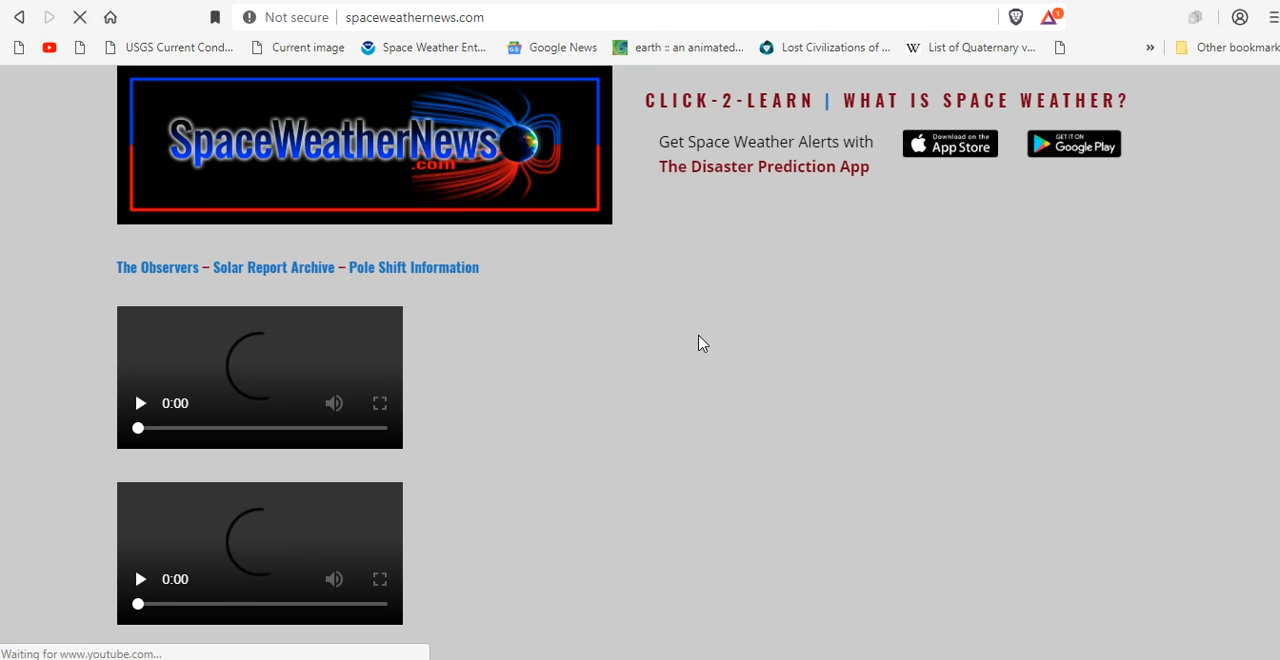 Not secure spaceweathernews.com 1
USGS Current Cond... Current image Space Weather Ent... Google News earth :: an animated... Lost Civilizations of ... List of Quaternary v... » Other bookmark
SpaceWeatherNews
.com
CLICK-2-LEARN | WHAT IS SPACE WEATHER?
Get Space Weather Alerts with
The Disaster Prediction App
Download on the
App Store
GET IT ON
Google Play
The Observers – Solar Report Archive – Pole Shift Information
0:00
0:00
Waiting for www.youtube.com...